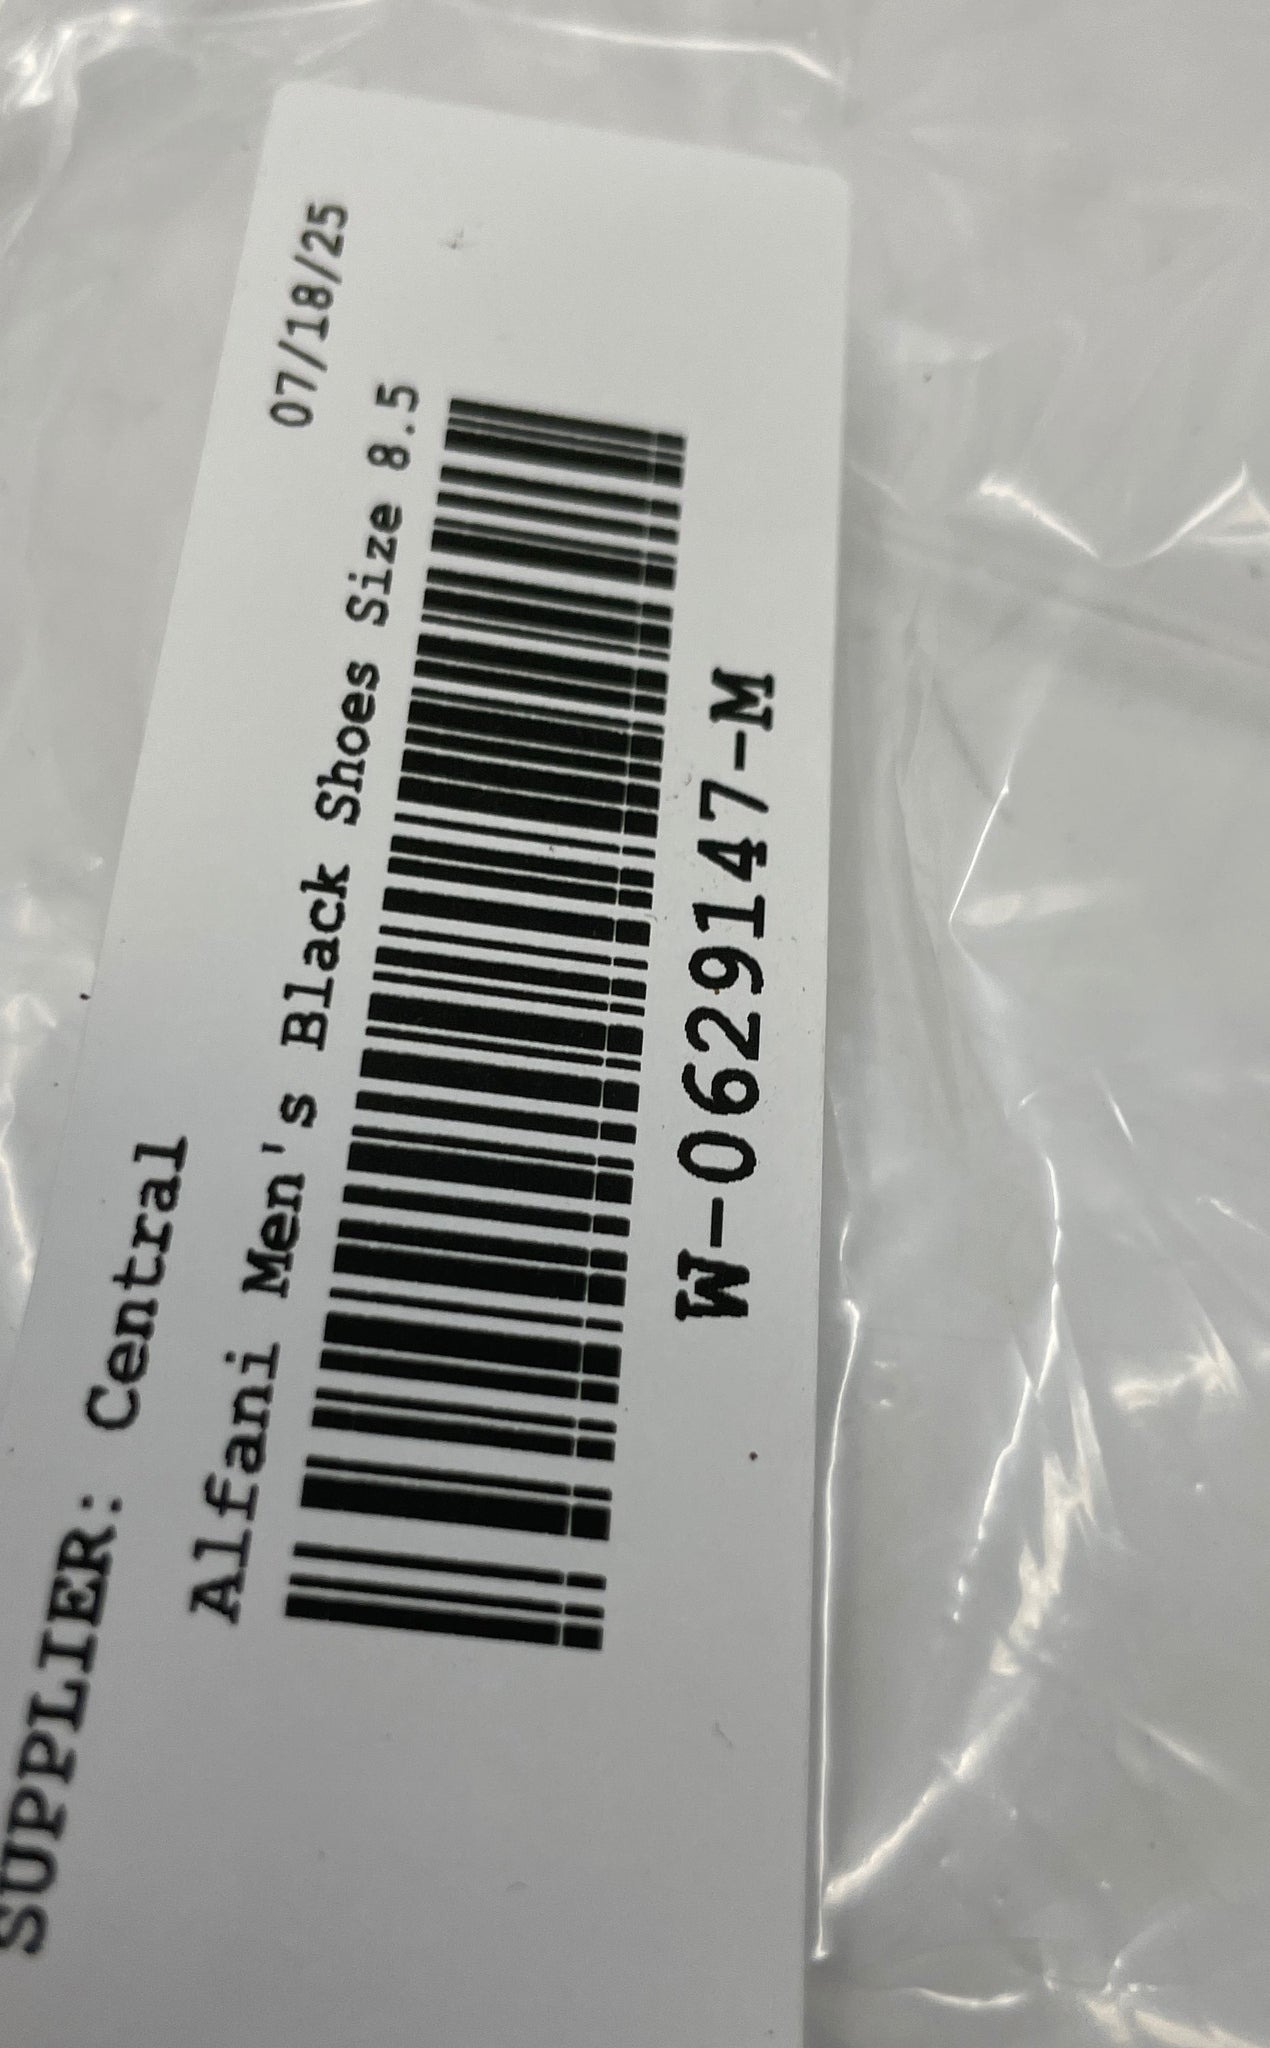 07/18/25
SUPPLIER: Central
Alfani Men's Black Shoes Size 8.5
W-0629147-M